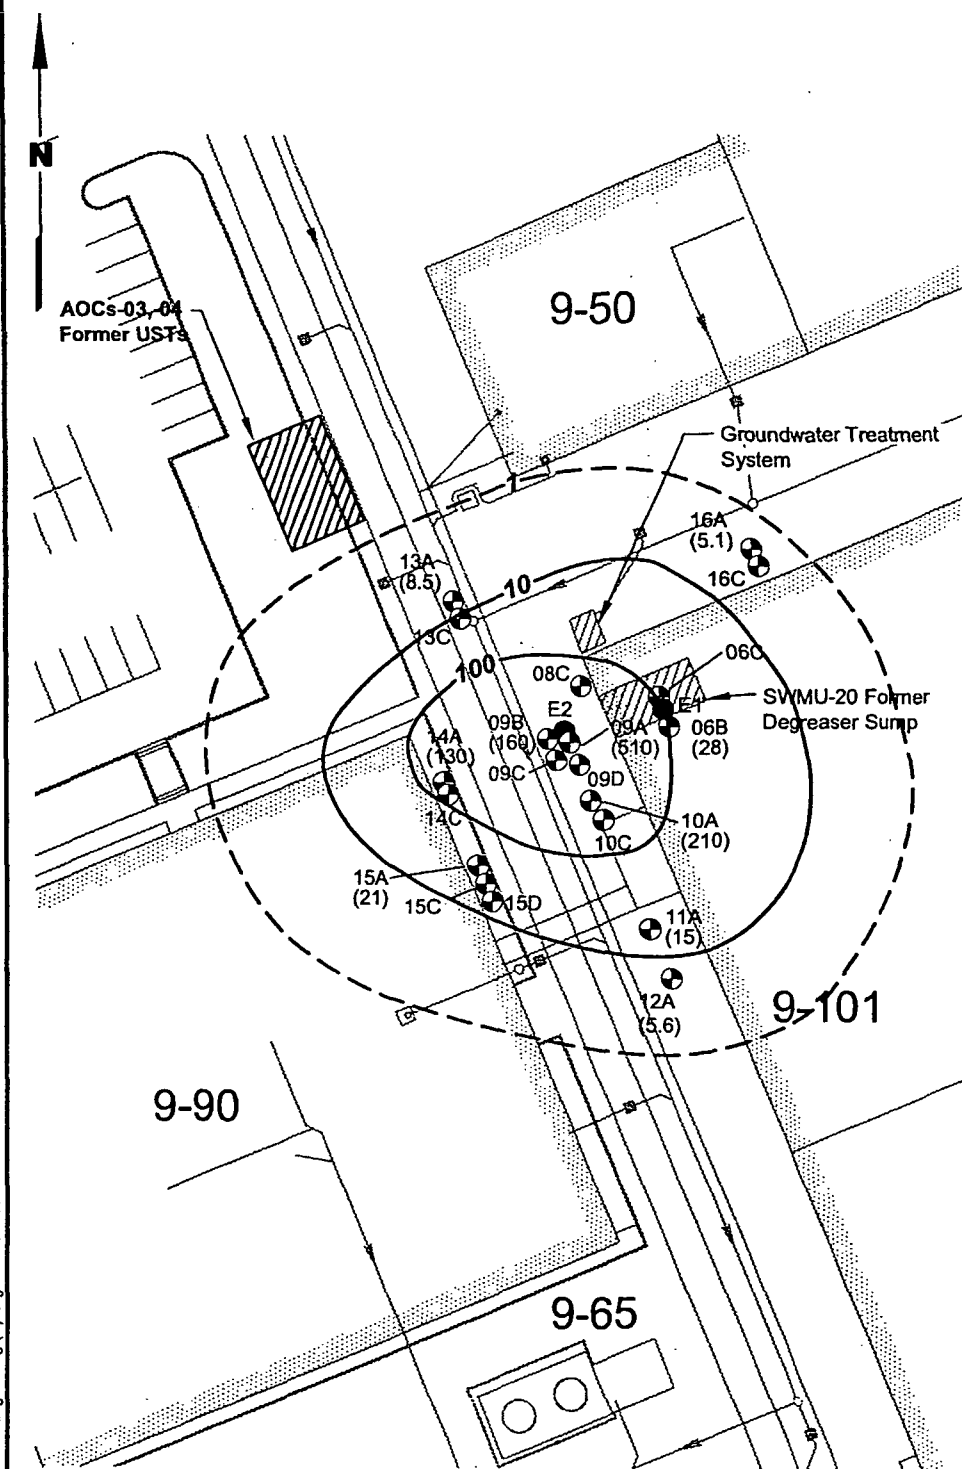 N
AOCs-03,-04
Former USTs
9-50
Groundwater Treatment
System
1
16A
(5.1)
16C
13A
(8.5)
13C
10
100
08C
06C
SWMU-20 Former
Degreaser Sump
E1
06B
(28)
E2
09B
(160)
09A
(510)
09C
09D
14A
(130)
14C
10A
(210)
10C
15A
(21)
15C
15D
11A
(15)
12A
(5.6)
9-101
9-90
9-65